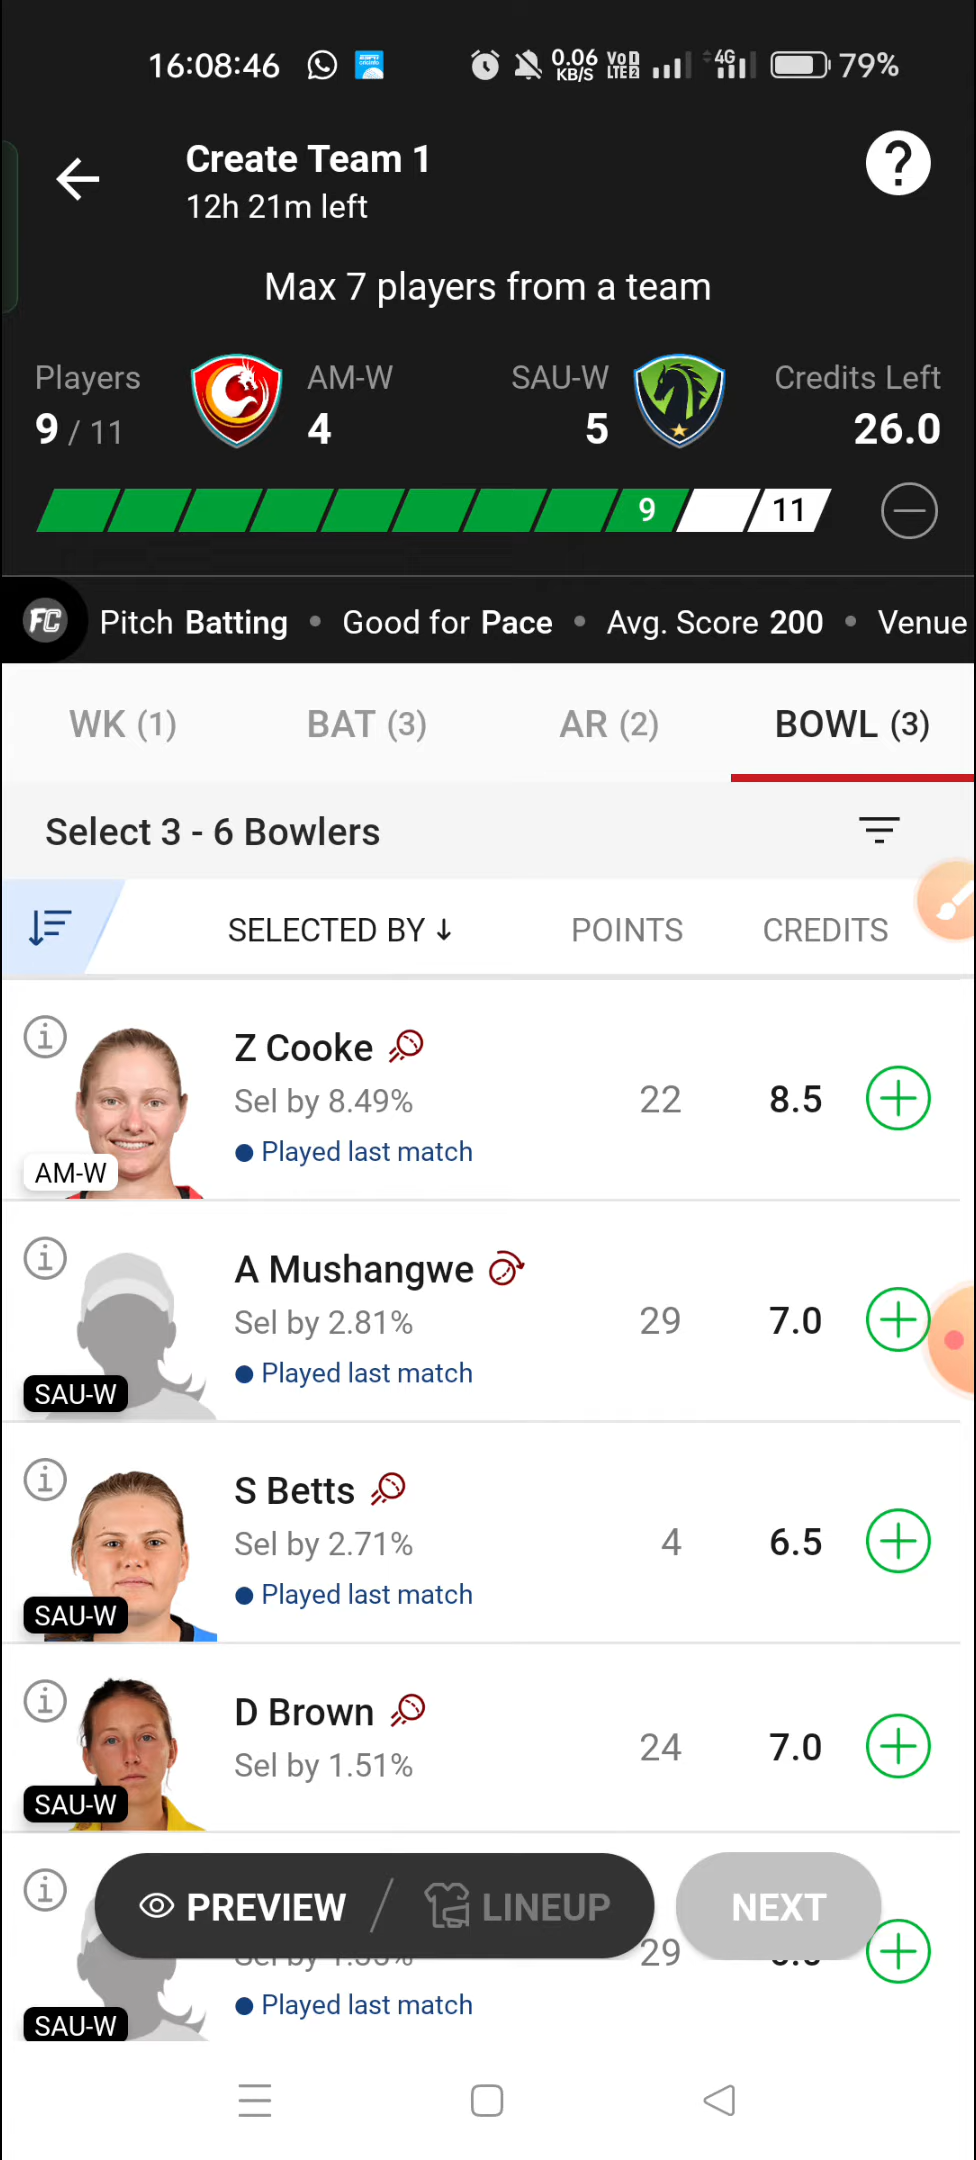 16:08:46 0.06 KB/S VoD LTE2 4G 79%
Create Team 1
12h 21m left
?
Max 7 players from a team
Players AM-W SAU-W Credits Left
9 / 11 4 5 26.0
9 11
FC Pitch Batting • Good for Pace • Avg. Score 200 • Venue
WK (1) BAT (3) AR (2) BOWL (3)
Select 3 - 6 Bowlers
SELECTED BY ↓ POINTS CREDITS
Z Cooke
Sel by 8.49% 22 8.5
Played last match
AM-W
A Mushangwe
Sel by 2.81% 29 7.0
Played last match
SAU-W
S Betts
Sel by 2.71% 4 6.5
Played last match
SAU-W
D Brown
Sel by 1.51% 24 7.0
SAU-W
PREVIEW / LINEUP NEXT
Sel by 29
Played last match
SAU-W